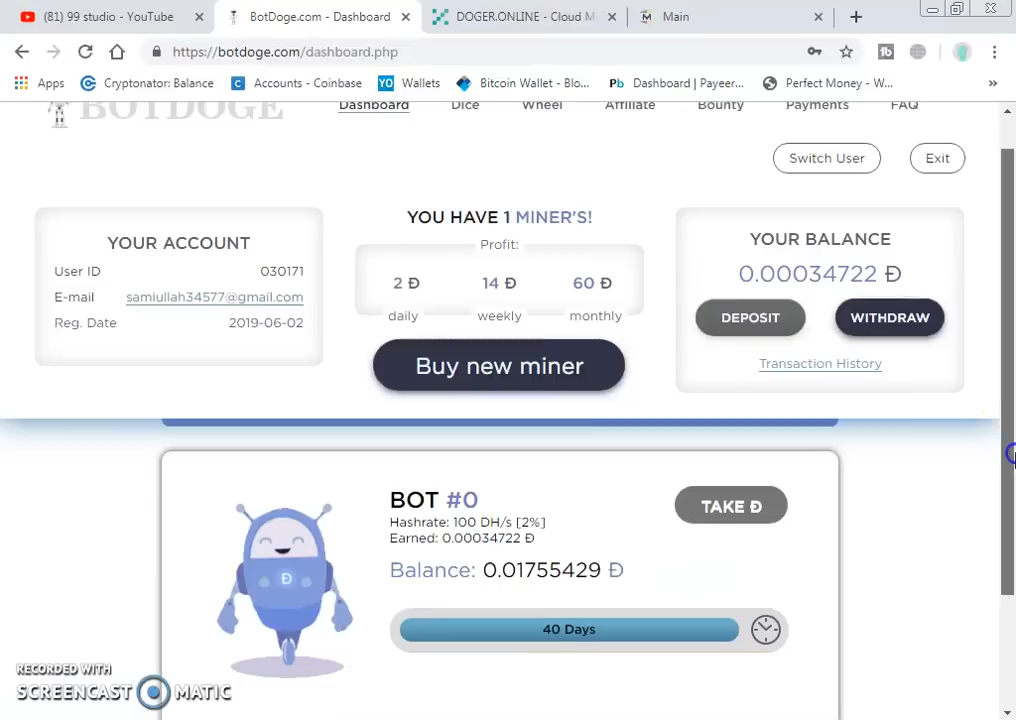 (81) 99 studio - YouTube
BotDoge.com - Dashboard
DOGER.ONLINE - Cloud M
Main
https://botdoge.com/dashboard.php
Apps
Cryptonator: Balance
Accounts - Coinbase
YO Wallets
Bitcoin Wallet - Blo...
Pb Dashboard | Payeer...
Perfect Money - W...
»
BOTDOGE
Dashboard Dice Wheel Affiliate Bounty Payments FAQ
Switch User
Exit
YOUR ACCOUNT
User ID 030171
E-mail samiullah34577@gmail.com
Reg. Date 2019-06-02
YOU HAVE 1 MINER'S!
Profit:
2 Ð 14 Ð 60 Ð
daily weekly monthly
Buy new miner
YOUR BALANCE
0.00034722 Ð
DEPOSIT WITHDRAW
Transaction History
BOT #0
Hashrate: 100 DH/s [2%]
Earned: 0.00034722 Ð
TAKE Ð
Balance: 0.01755429 Ð
40 Days
Ð
RECORDED WITH
SCREENCAST MATIC